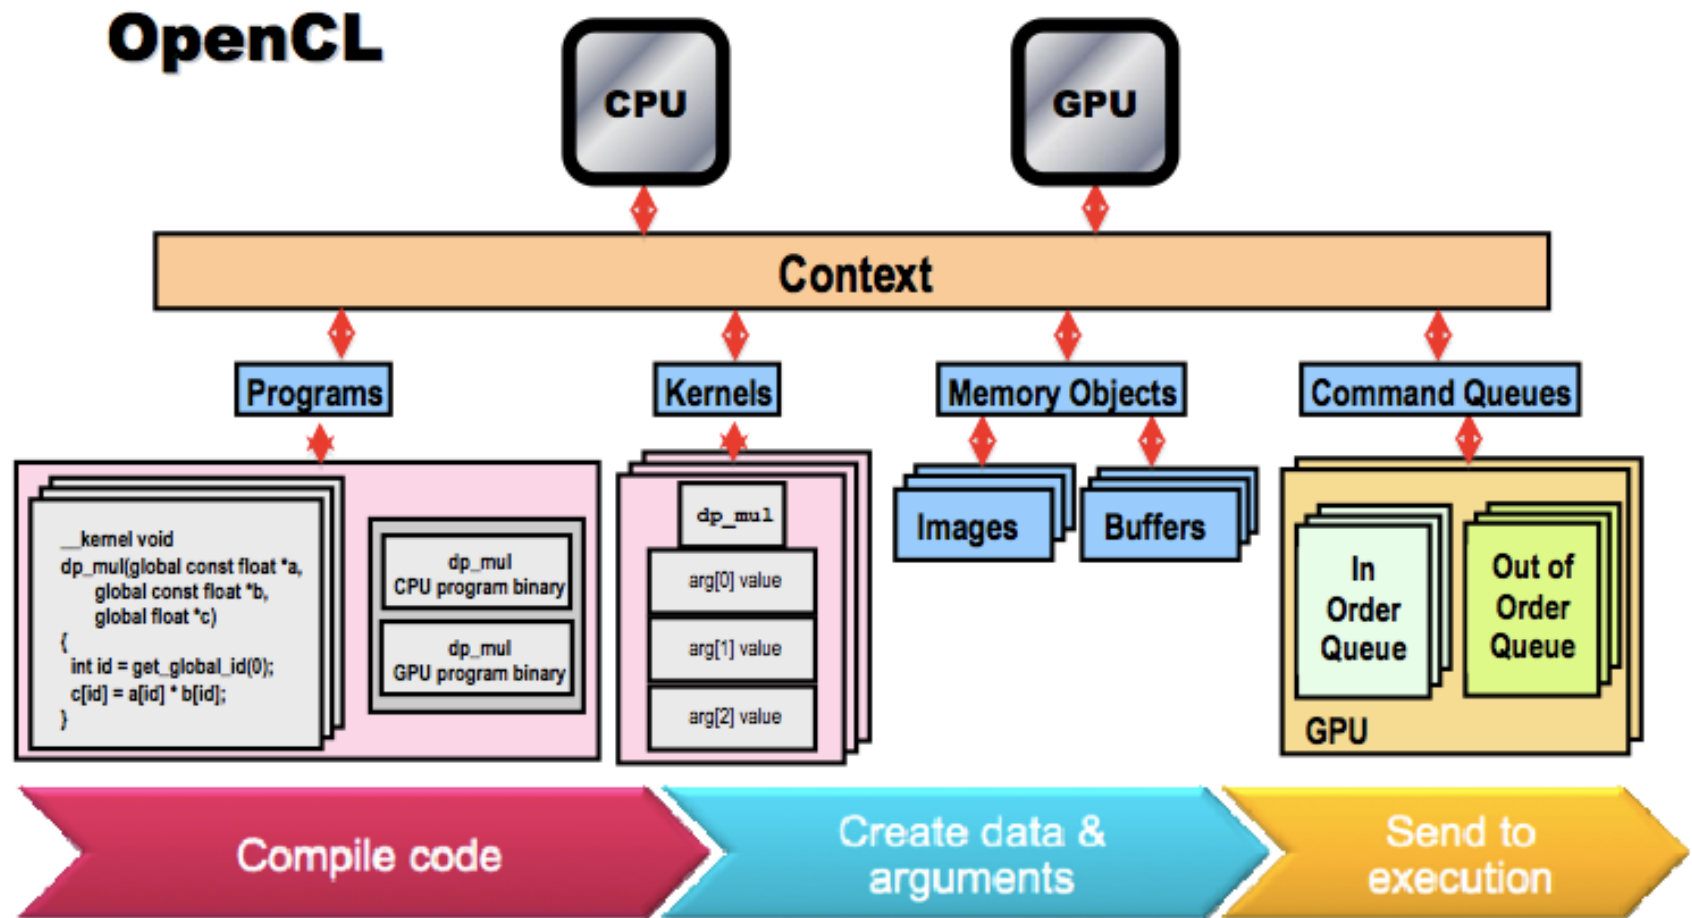 OpenCL
CPU
GPU
Context
Programs
Kernels
Memory Objects
Command Queues
__kernel void
dp_mul(global const float *a,
global const float *b,
global float *c)
{
int id = get_global_id(0);
c[id] = a[id] * b[id];
}
dp_mul
CPU program binary
dp_mul
GPU program binary
dp_mul
arg[0] value
arg[1] value
arg[2] value
Images
Buffers
In
Order
Queue
Out of
Order
Queue
GPU
Compile code
Create data &
arguments
Send to
execution